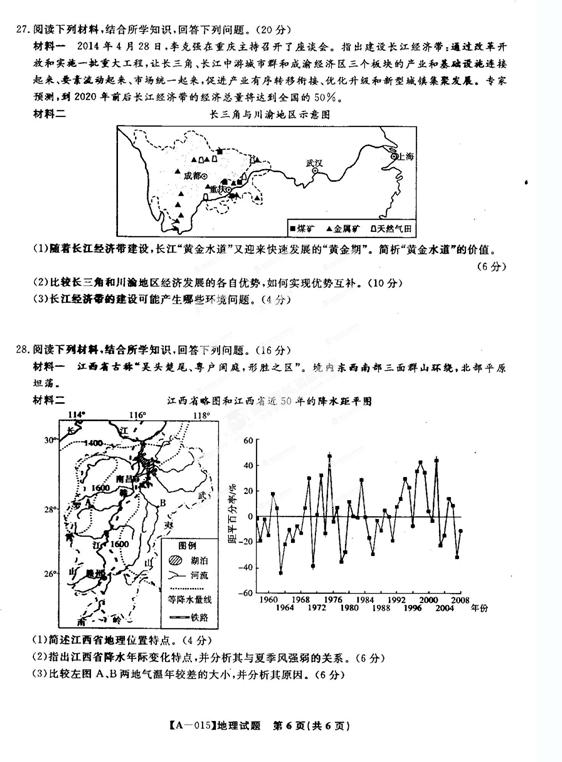 27.阅读下列材料,结合所学知识,回答下列问题。(20分)
材料一 2014年4月28日,李克强在重庆主持召开了座谈会。指出建设长江经济带:通过改革开
放和实施一批重大工程,让长三角、长江中游城市群和成渝经济区三个板块的产业和基础设施连接
起来、要素流动起来、市场统一起来,促进产业有序转移衔接、优化升级和新型城镇集聚发展。专家
预测,到2020年前后长江经济带的经济总量将达到全国的50%。
材料二 长三角与川渝地区示意图
成都
重庆
武汉
上海
煤矿 金属矿 天然气田
(1)随着长江经济带建设,长江“黄金水道”又迎来快速发展的“黄金期”。简析“黄金水道”的价值。
(6分)
(2)比较长三角和川渝地区经济发展的各自优势,如何实现优势互补。(10分)
(3)长江经济带的建设可能产生哪些环境问题。(4分)
28.阅读下列材料,结合所学知识,回答下列问题。(16分)
材料一 江西省古称“吴头楚尾、粤户闽庭,形胜之区”。境内东西南部三面群山环绕,北部平原
坦荡。
材料二 江西省略图和江西省近50年的降水距平图
114° 116° 118°
30°
28°
26°
长 江
1400
1600
1600
南昌
赣
江
赣州
A
B
武
夷
山
罗
霄
山
南 岭
图例
湖泊
河流
等降水量线
铁路
距平百分率/%
60
40
20
0
-20
-40
-60
1960 1968 1976 1984 1992 2000 2008
1964 1972 1980 1988 1996 2004 年份
(1)简述江西省地理位置特点。(4分)
(2)指出江西省降水年际变化特点,并分析其与夏季风强弱的关系。(6分)
(3)比较左图A、B两地气温年较差的大小,并分析其原因。(6分)
【A-015】地理试题 第6页(共6页)